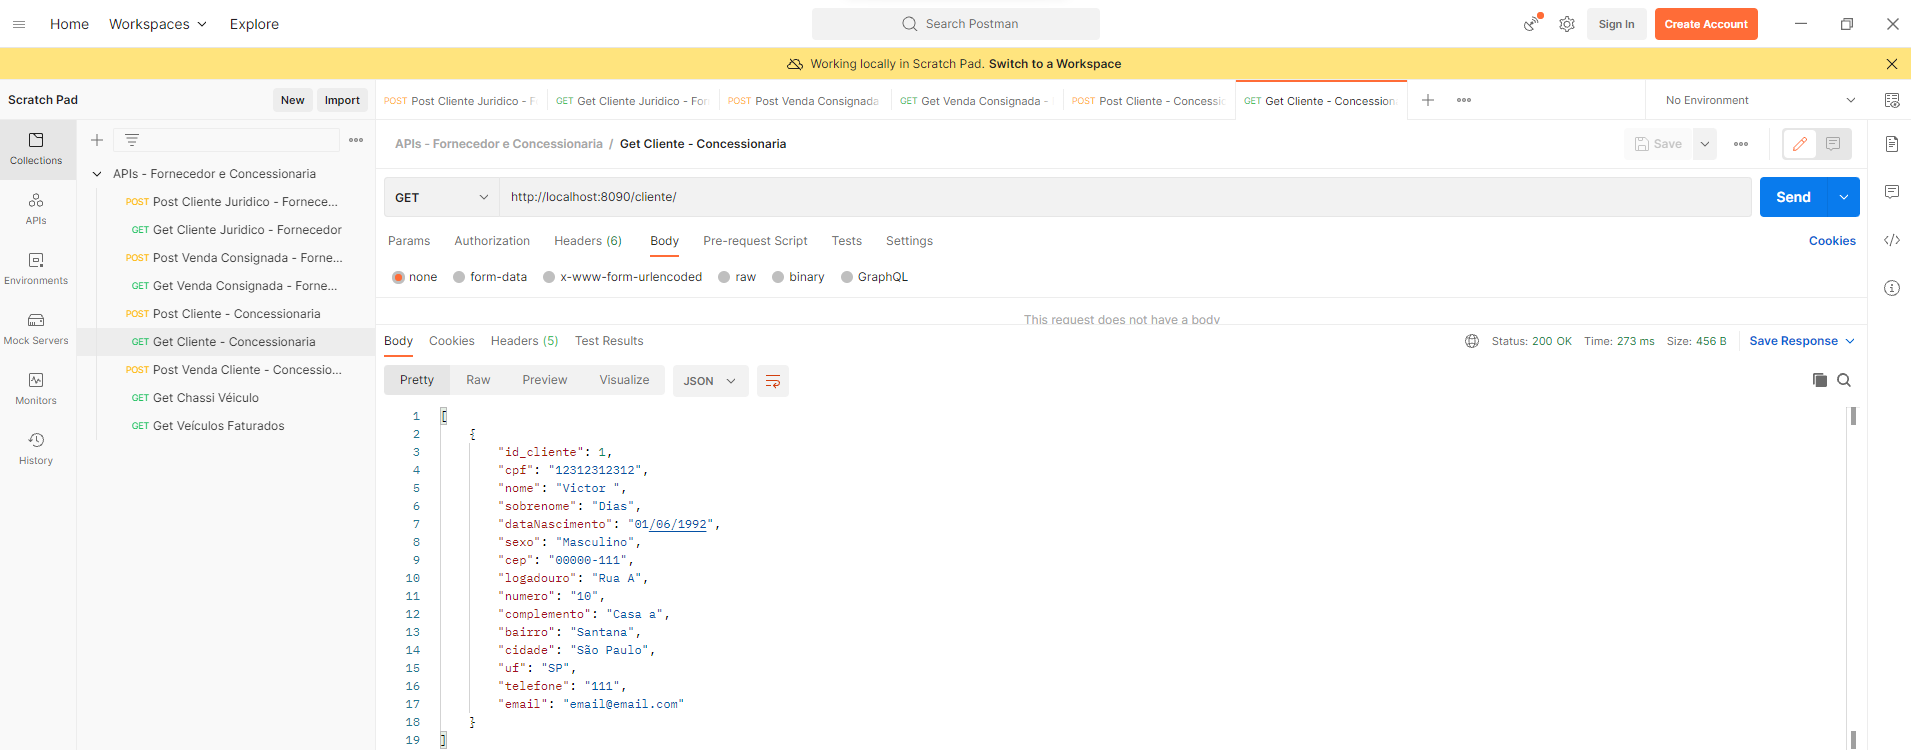 Home Workspaces Explore Search Postman Sign In Create Account
Working locally in Scratch Pad. Switch to a Workspace
Scratch Pad New Import
POST Post Cliente Juridico - F GET Get Cliente Juridico - For POST Post Venda Consignada GET Get Venda Consignada - POST Post Cliente - Concessic GET Get Cliente - Concession No Environment
Collections
APIs
Environments
Mock Servers
Monitors
History
APIs - Fornecedor e Concessionaria
POST Post Cliente Juridico - Fornece...
GET Get Cliente Juridico - Fornecedor
POST Post Venda Consignada - Forne...
GET Get Venda Consignada - Forne...
POST Post Cliente - Concessionaria
GET Get Cliente - Concessionaria
POST Post Venda Cliente - Concessio...
GET Get Chassi Véiculo
GET Get Veículos Faturados
APIs - Fornecedor e Concessionaria / Get Cliente - Concessionaria Save
GET http://localhost:8090/cliente/ Send
Params Authorization Headers (6) Body Pre-request Script Tests Settings Cookies
none form-data x-www-form-urlencoded raw binary GraphQL
This request does not have a body
Body Cookies Headers (5) Test Results Status: 200 OK Time: 273 ms Size: 456 B Save Response
Pretty Raw Preview Visualize JSON
1 [
2 {
3 "id_cliente": 1,
4 "cpf": "12312312312",
5 "nome": "Victor ",
6 "sobrenome": "Dias",
7 "dataNascimento": "01/06/1992",
8 "sexo": "Masculino",
9 "cep": "00000-111",
10 "logadouro": "Rua A",
11 "numero": "10",
12 "complemento": "Casa a",
13 "bairro": "Santana",
14 "cidade": "São Paulo",
15 "uf": "SP",
16 "telefone": "111",
17 "email": "email@email.com"
18 }
19 ]